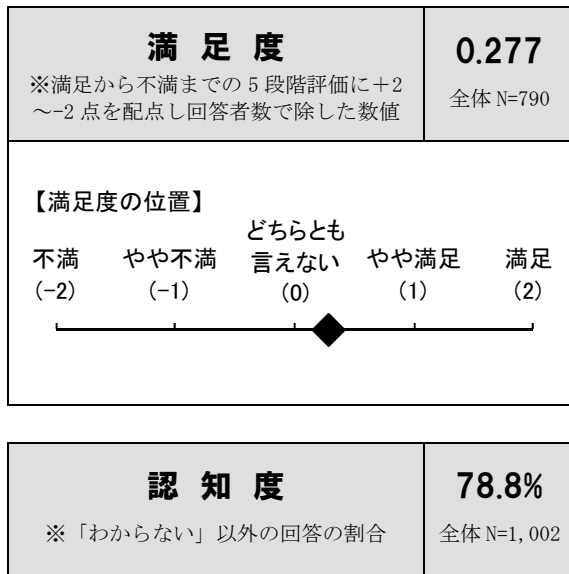 満足度
0.277
※満足から不満までの5段階評価に＋2
～-2点を配点し回答者数で除した数値
全体 N=790
【満足度の位置】
どちらとも
不満 やや不満 言えない やや満足 満足
(-2) (-1) (0) (1) (2)
認知度
78.8%
※「わからない」以外の回答の割合
全体 N=1,002